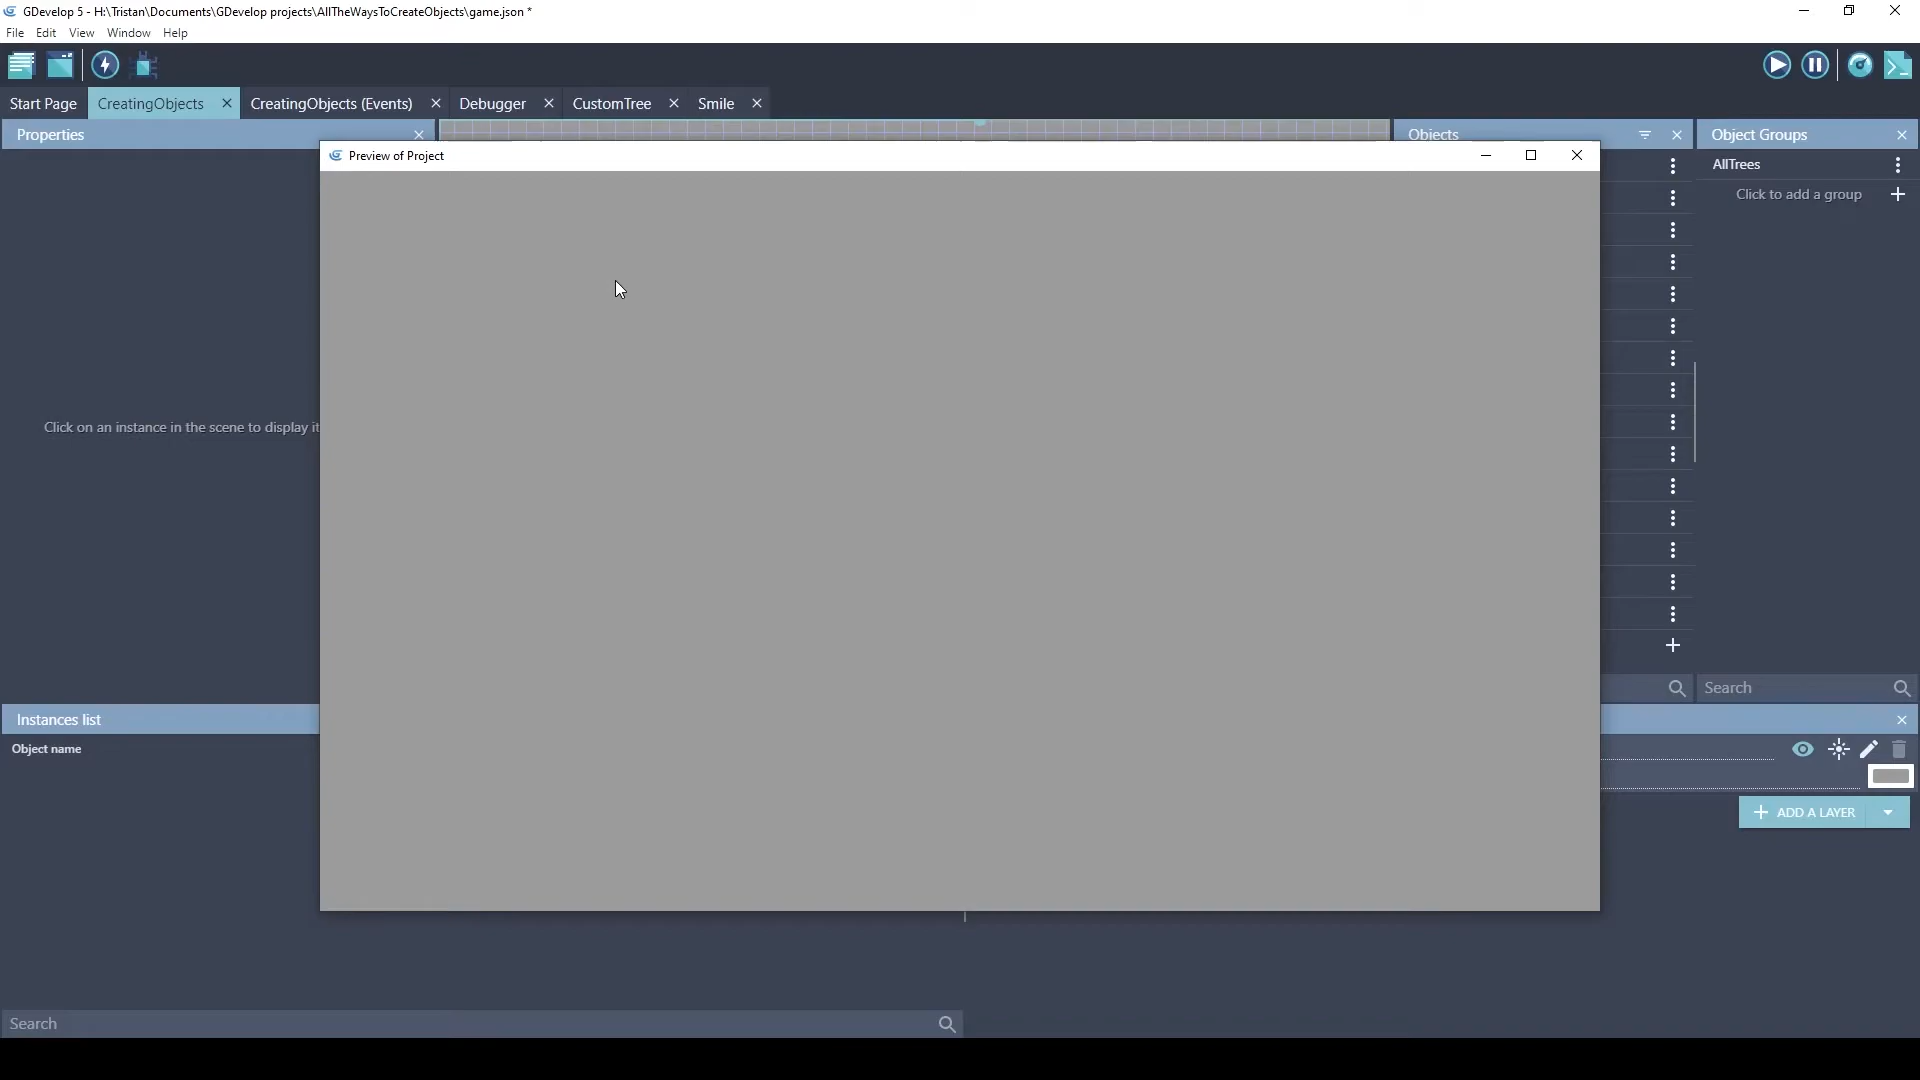 GDevelop 5 - H:\Tristan\Documents\GDevelop projects\AllTheWaysToCreateObjects\game.json *
File Edit View Window Help
Start Page CreatingObjects CreatingObjects (Events) Debugger CustomTree Smile
Properties
Objects
Object Groups
Preview of Project
AllTrees
Click to add a group
Click on an instance in the scene to display it
Search
Instances list
Object name
ADD A LAYER
Search